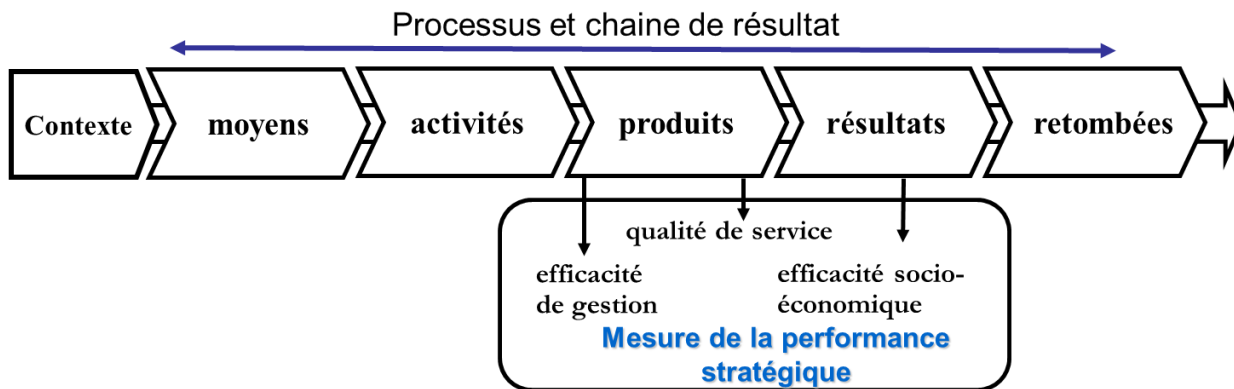 Processus et chaine de résultat
Contexte
moyens
activités
produits
résultats
retombées
qualité de service
efficacité
de gestion
efficacité socio-
économique
Mesure de la performance
stratégique